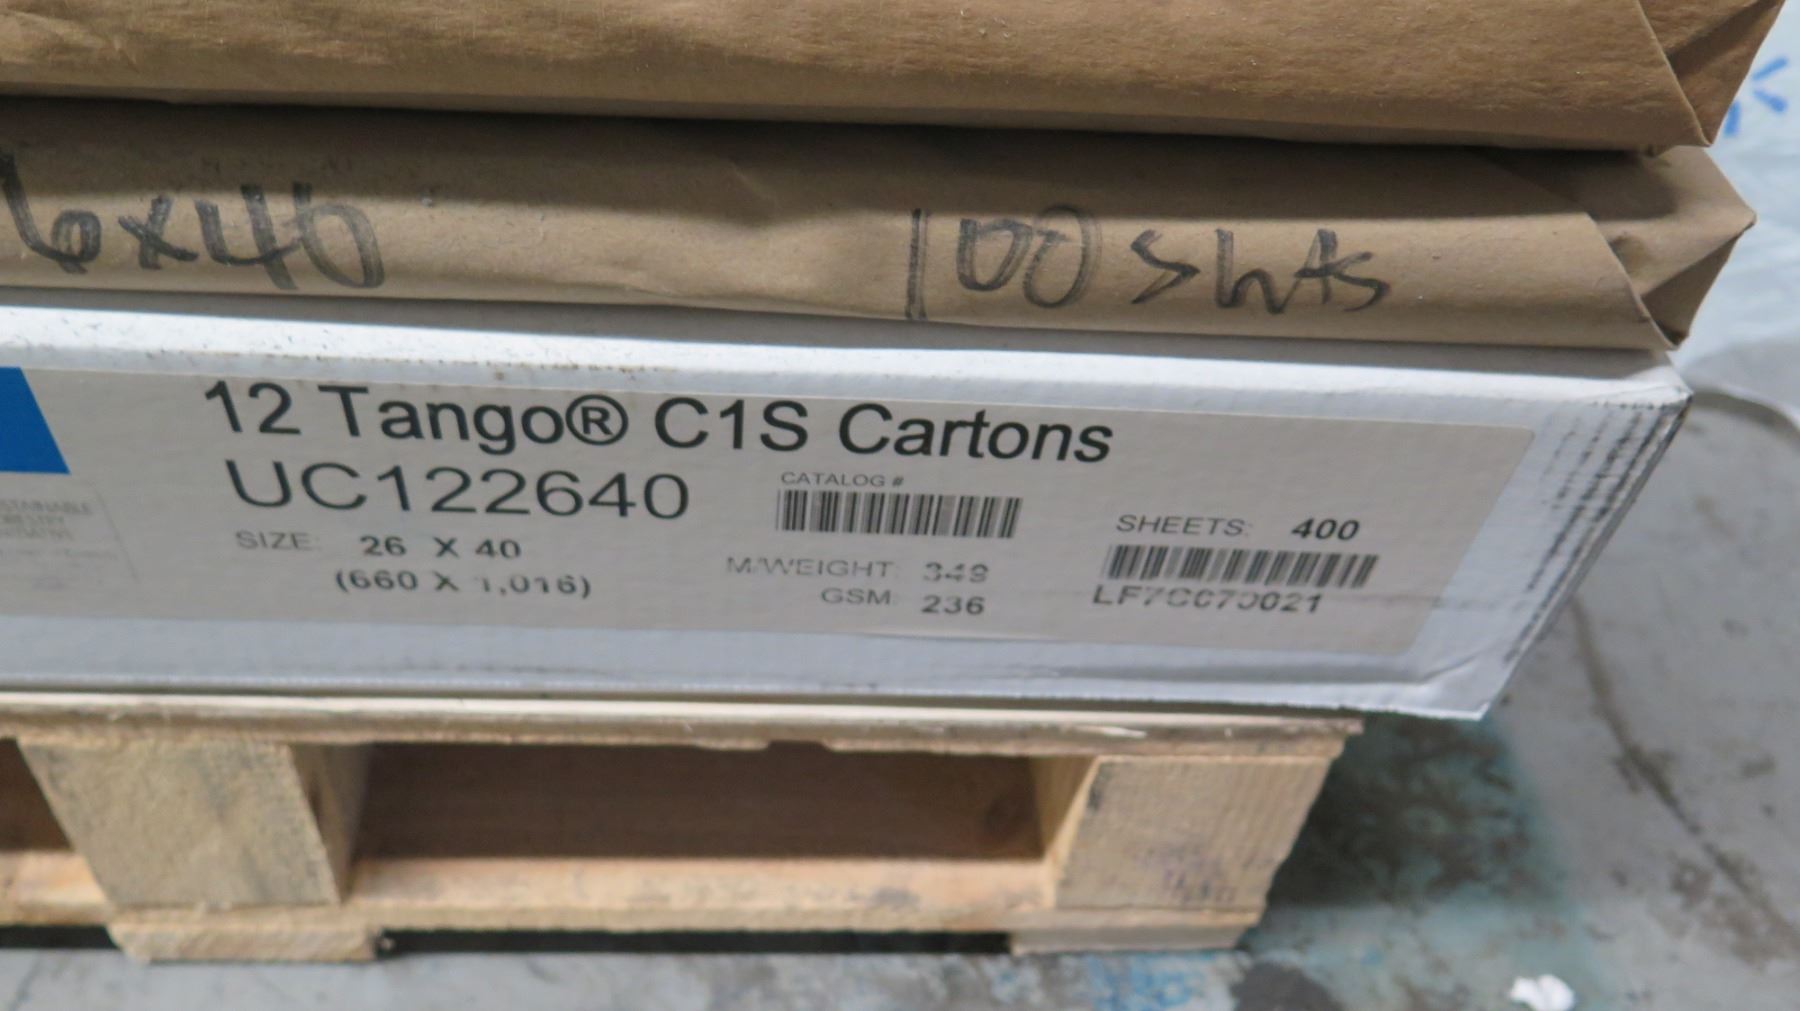 6x40 100 shts
12 Tango® C1S Cartons
UC122640
CATALOG #
SIZE: 26 X 40
(660 X 1,016)
M/WEIGHT: 349
GSM: 236
SHEETS: 400